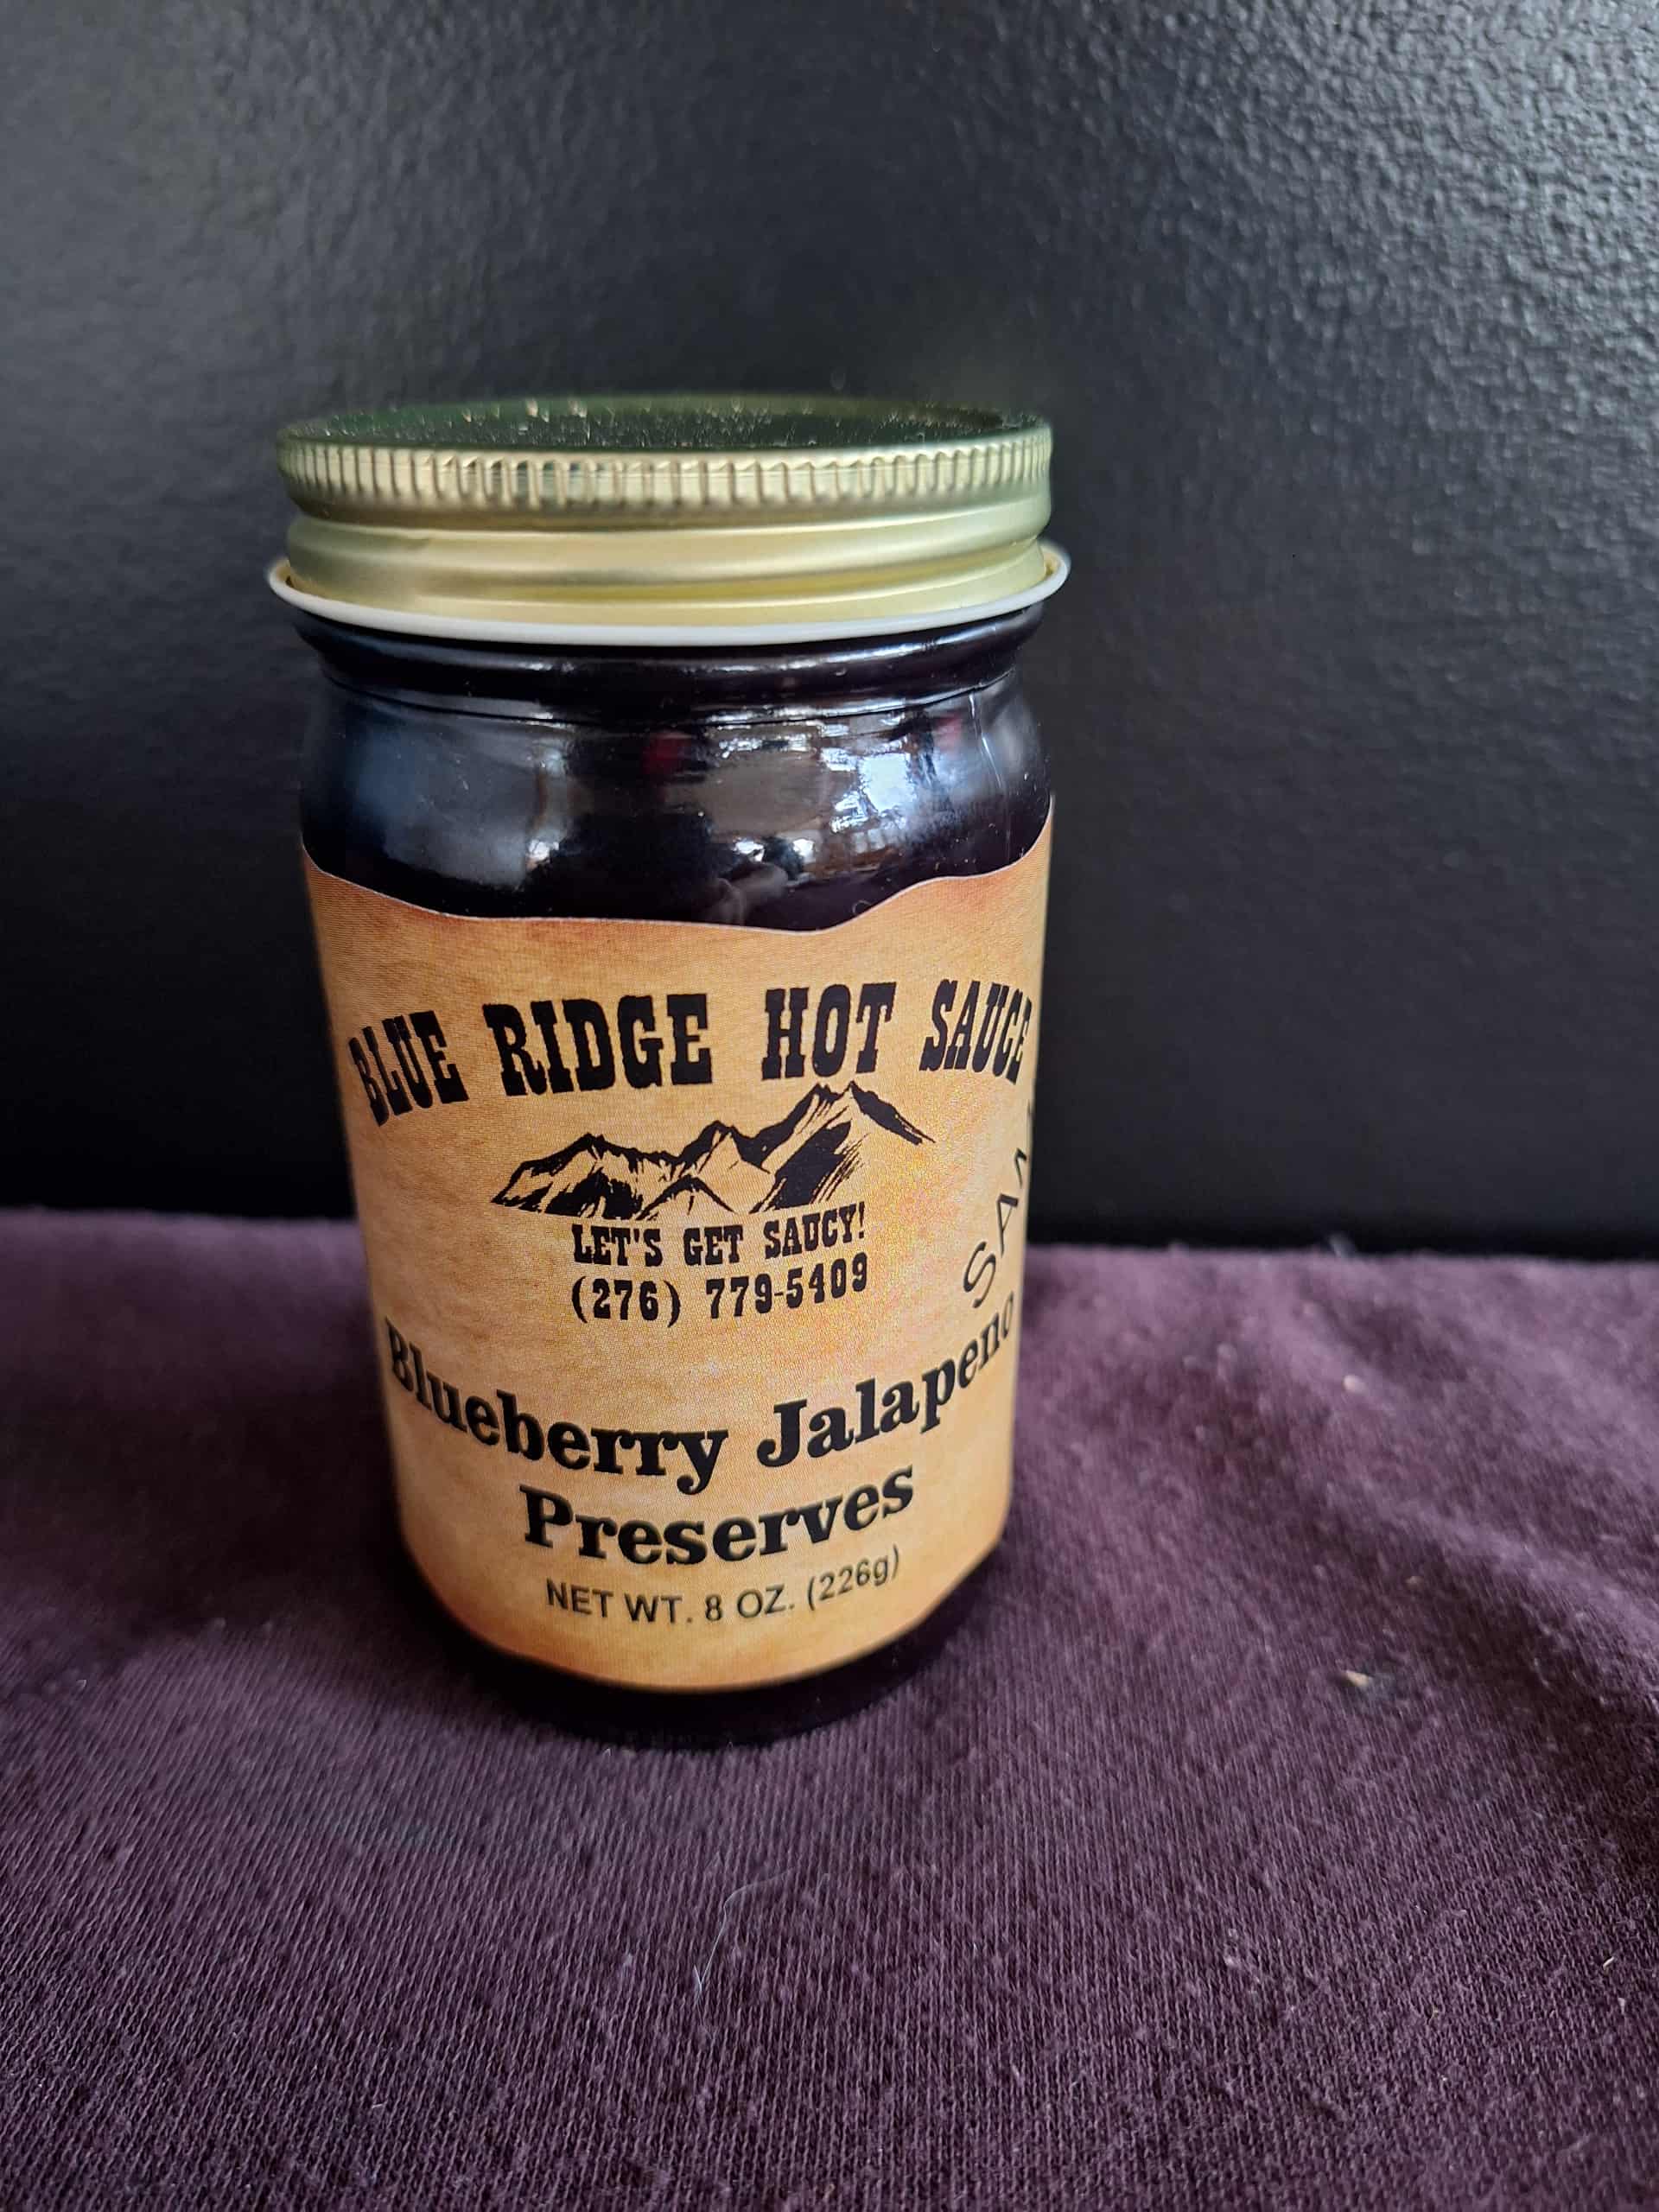 BLUE RIDGE HOT SAUCE
LET'S GET SAUCY!
(276) 779-5409
Blueberry Jalapeno
Preserves
NET WT. 8 OZ. (226g)